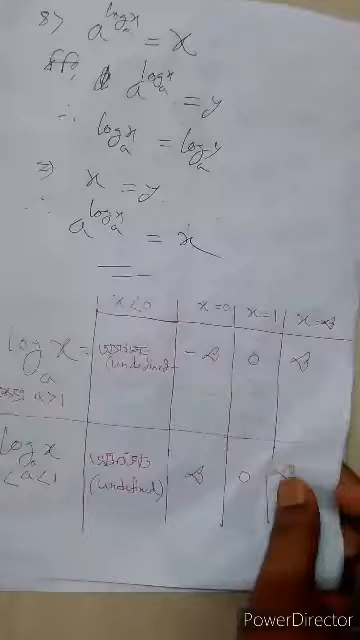 8> a^{log_a x} = x
a^{log_a x} = y
∴ log_a x = log_a y
⇒ x = y
∴ a^{log_a x} = x
x<0 x=0 x=1 x=∞
log_a x = (undefined) -∞ 0 ∞
a>1
log_a x (undefined) ∞ 0
<a<1
PowerDirector